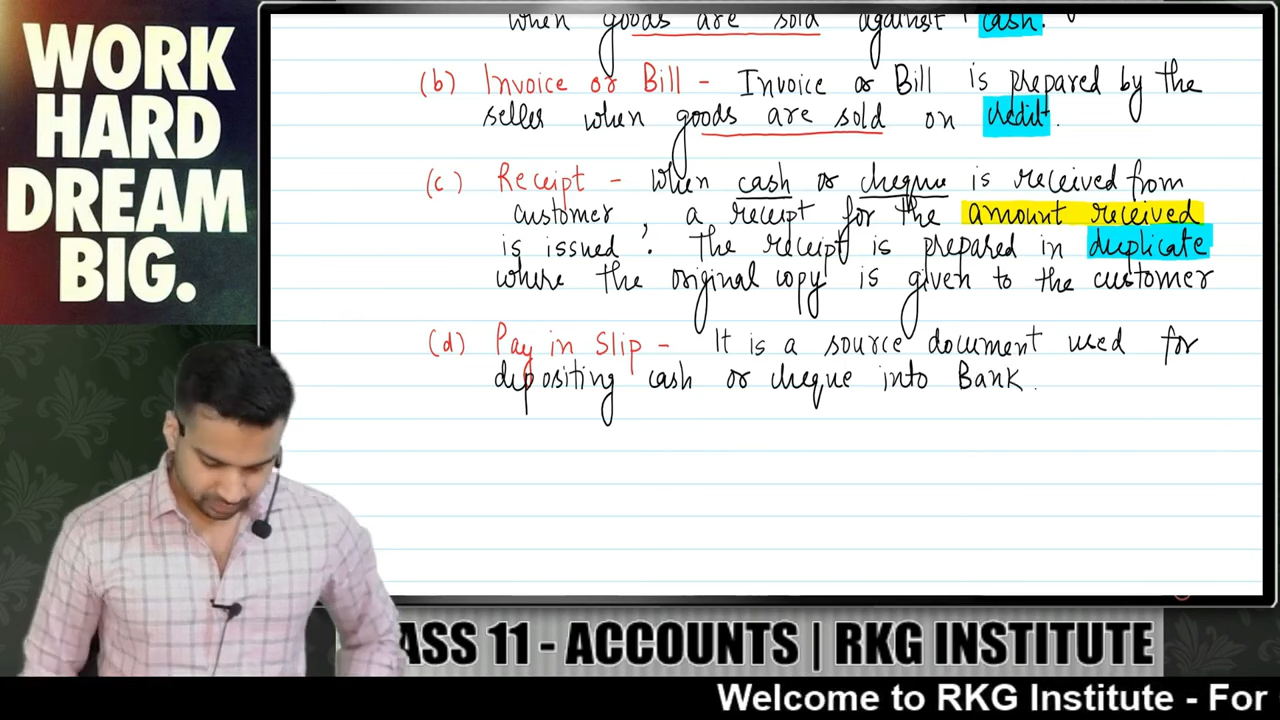 WORK
HARD
DREAM
BIG.
when goods are sold against cash.
(b) Invoice or Bill - Invoice or Bill is prepared by the
seller when goods are sold on credit.
(c) Receipt - When cash or cheque is received from
customer, a receipt for the amount received
is issued. The receipt is prepared in duplicate
where the original copy is given to the customer
(d) Pay in Slip - It is a source document used for
depositing cash or cheque into Bank.
ASS 11 - ACCOUNTS | RKG INSTITUTE
Welcome to RKG Institute - For